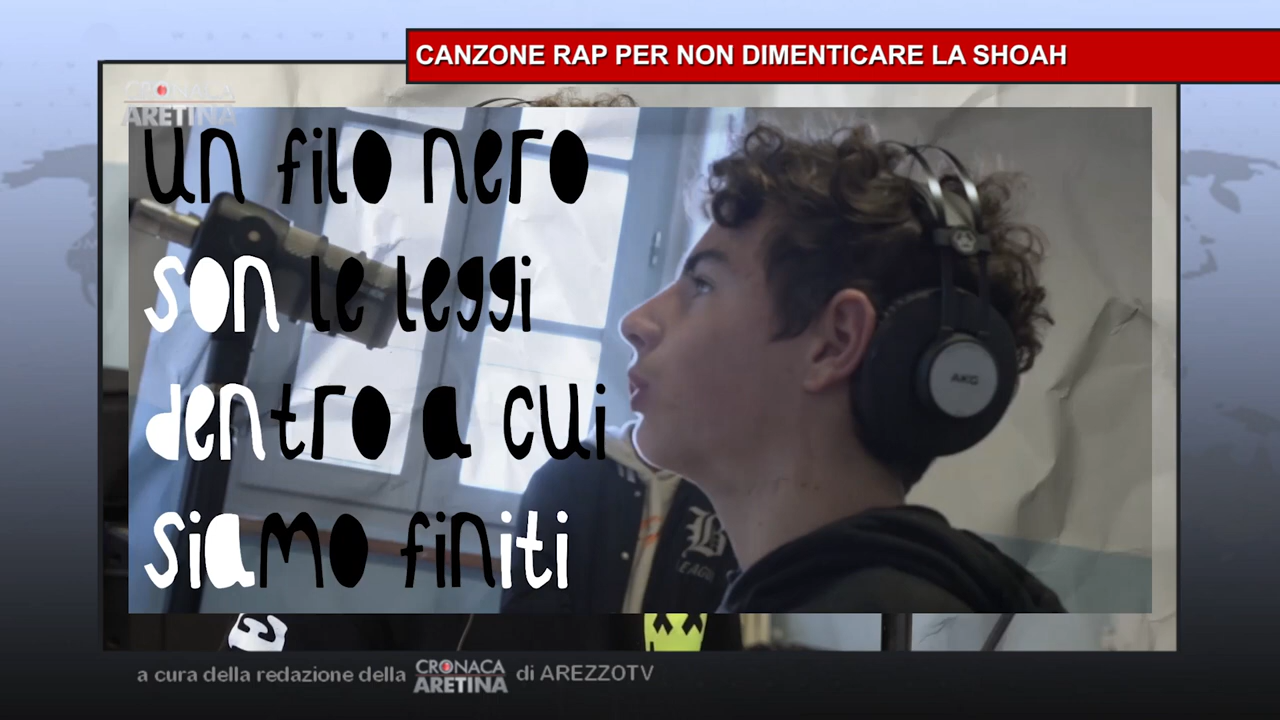 CANZONE RAP PER NON DIMENTICARE LA SHOAH
CRONACA
ARETINA
un filo nero
son le leggi
dentro a cui
siamo finiti
AKG
B
LEAGUE
a cura della redazione della CRONACA ARETINA di AREZZOTV